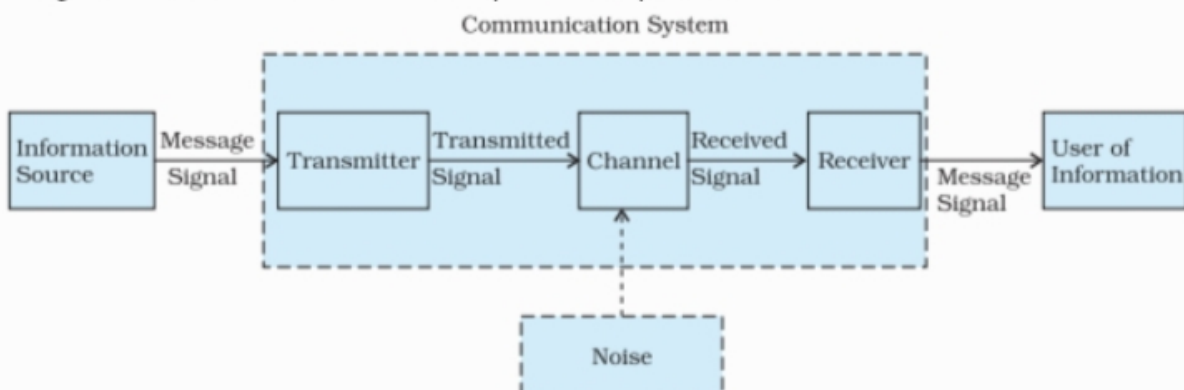 Communication System
Information
Source
Message
Signal
Transmitter
Transmitted
Signal
Channel
Received
Signal
Receiver
Message
Signal
User of
Information
Noise